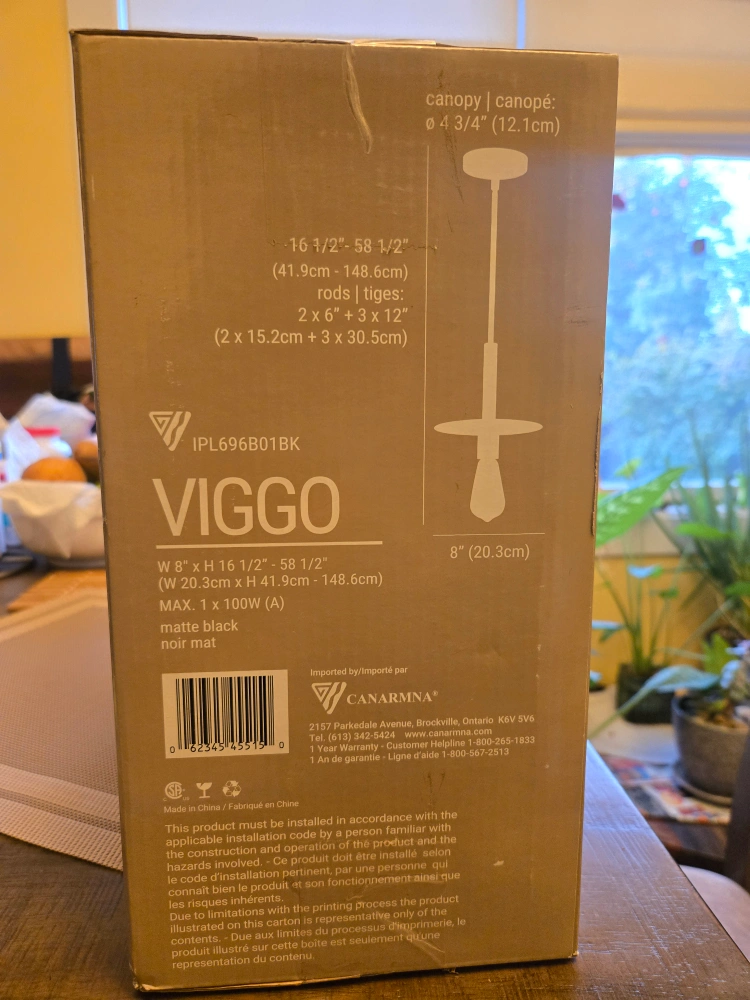 canopy | canopé:
ø 4 3/4" (12.1cm)
16 1/2"- 58 1/2"
(41.9cm - 148.6cm)
rods | tiges:
2 x 6" + 3 x 12"
(2 x 15.2cm + 3 x 30.5cm)
IPL696B01BK
VIGGO
8" (20.3cm)
W 8" x H 16 1/2" - 58 1/2"
(W 20.3cm x H 41.9cm - 148.6cm)
MAX. 1 x 100W (A)
matte black
noir mat
0 62345 45515 0
Imported by/Importé par
CANARMNA®
2157 Parkedale Avenue, Brockville, Ontario K6V 5V6
Tel. (613) 342-5424 www.canarmna.com
1 Year Warranty - Customer Helpline 1-800-265-1833
1 An de garantie - Ligne d'aide 1-800-567-2513
Made in China / Fabriqué en Chine
This product must be installed in accordance with the
applicable installation code by a person familiar with
the construction and operation of the product and the
hazards involved. - Ce produit doit être installé selon
le code d'installation pertinent, par une personne qui
connaît bien le produit et son fonctionnement ainsi que
les risques inhérents.
Due to limitations with the printing process the product
illustrated on this carton is representative only of the
contents. - Due aux limites du processus d'imprimerie, le
produit illustré sur cette boîte est seulement qu'une
représentation du contenu.